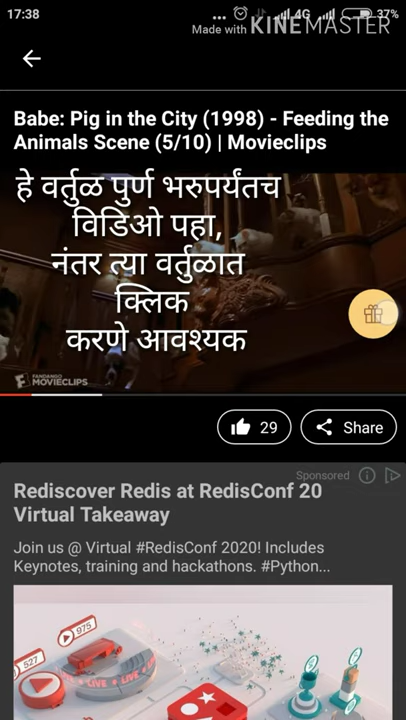 17:38
... 4G 37%
Made with KINEMASTER
Babe: Pig in the City (1998) - Feeding the
Animals Scene (5/10) | Movieclips
हे वर्तुळ पुर्ण भरुपर्यंतच
विडिओ पहा,
नंतर त्या वर्तुळात
क्लिक
करणे आवश्यक
FANDANGO
MOVIECLIPS
29
Share
Sponsored
Rediscover Redis at RedisConf 20
Virtual Takeaway
Join us @ Virtual #RedisConf 2020! Includes
Keynotes, training and hackathons. #Python...
527
975
LIVE LIVE LIVE